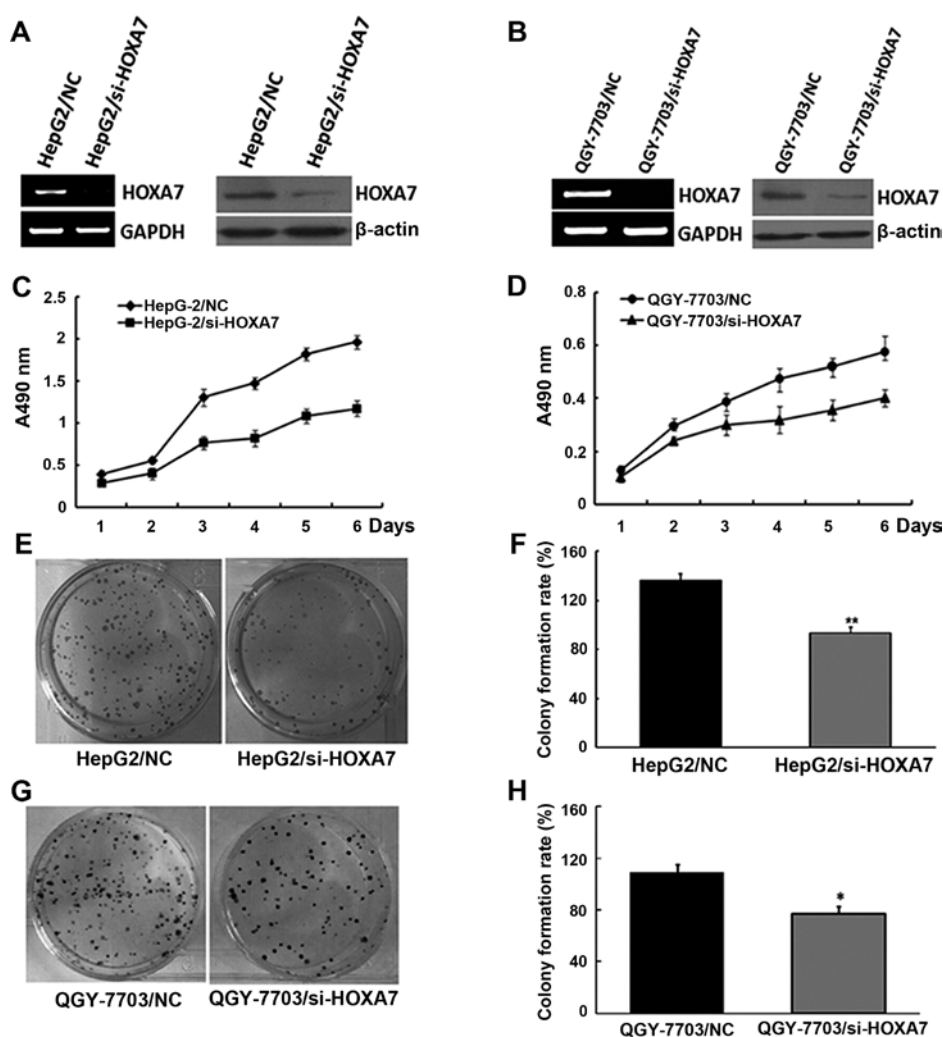 A
HepG2/NC
HepG2/si-HOXA7
HepG2/NC
HepG2/si-HOXA7
HOXA7
GAPDH
HOXA7
β-actin
B
QGY-7703/NC
QGY-7703/si-HOXA7
QGY-7703/NC
QGY-7703/si-HOXA7
HOXA7
GAPDH
HOXA7
β-actin
C
A490 nm
2.5
2
1.5
1
0.5
0
HepG-2/NC
HepG-2/si-HOXA7
1 2 3 4 5 6 Days
D
A490 nm
0.8
0.6
0.4
0.2
0
QGY-7703/NC
QGY-7703/si-HOXA7
1 2 3 4 5 6 Days
E
HepG2/NC
HepG2/si-HOXA7
F
Colony formation rate (%)
160
120
80
40
0
**
HepG2/NC
HepG2/si-HOXA7
G
QGY-7703/NC
QGY-7703/si-HOXA7
H
Colony formation rate (%)
160
120
80
40
0
*
QGY-7703/NC
QGY-7703/si-HOXA7